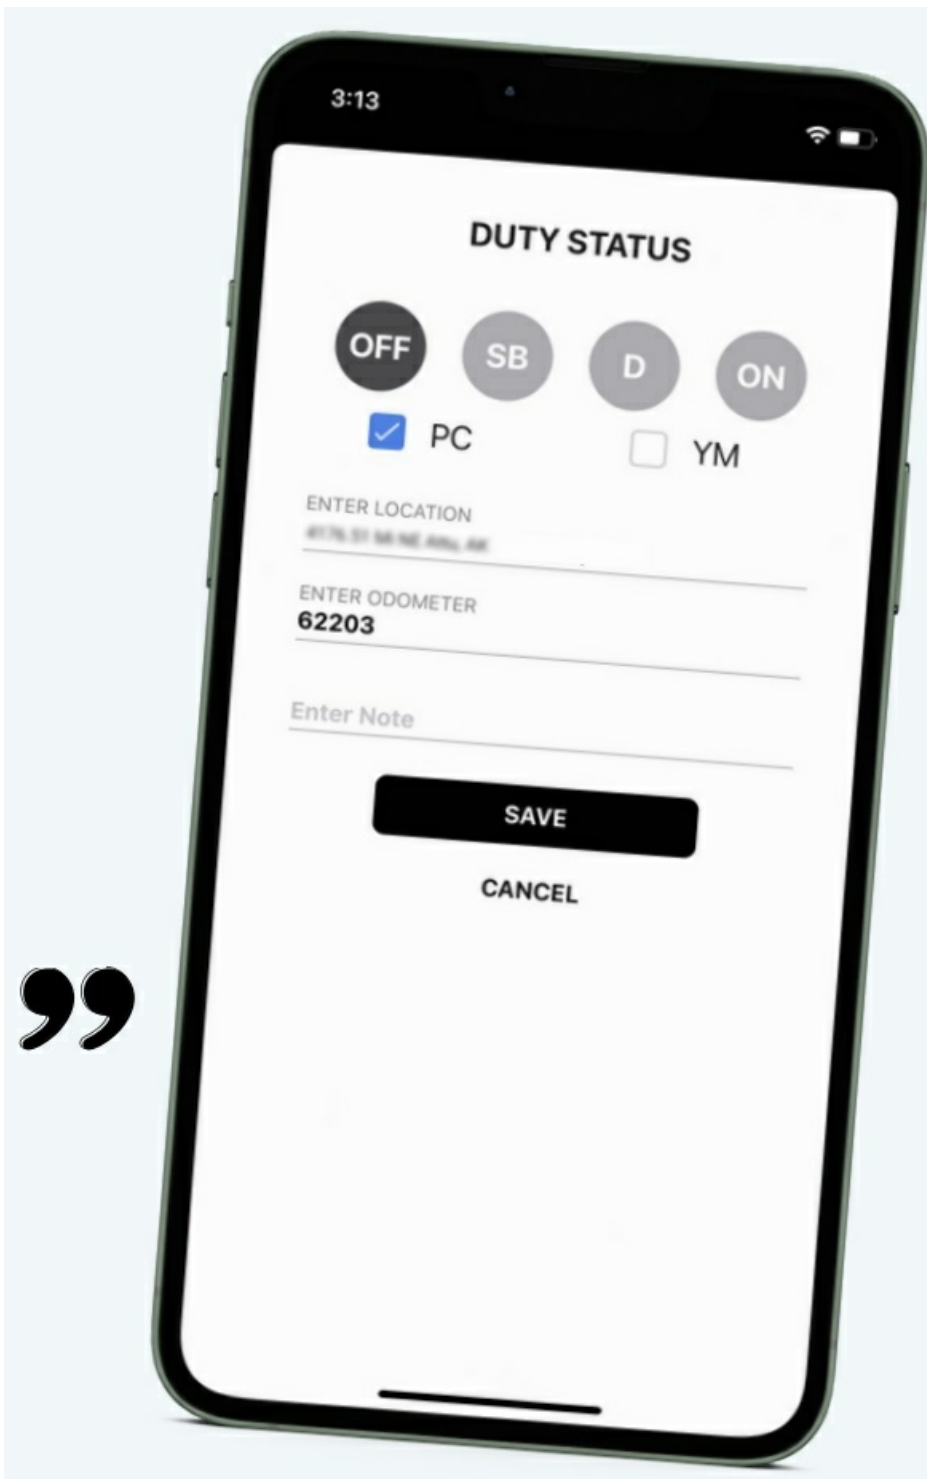 3:13
DUTY STATUS
OFF SB D ON
PC YM
ENTER LOCATION
ENTER ODOMETER
62203
Enter Note
SAVE
CANCEL
”